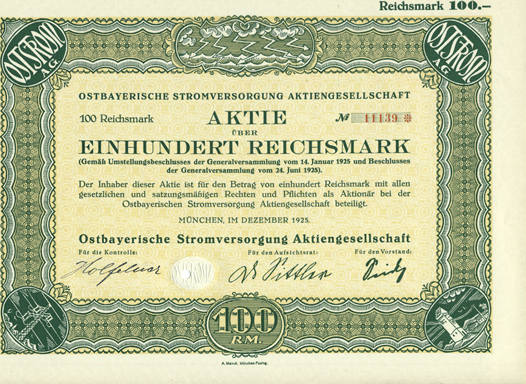 Reichsmark 100.—
OSTSTROM
AG
OSTSTROM
AG
OSTBAYERISCHE STROMVERSORGUNG AKTIENGESELLSCHAFT
100 Reichsmark AKTIE № 11139 *
ÜBER
EINHUNDERT REICHSMARK
(Gemäß Umstellungsbeschlusses der Generalversammlung vom 14. Januar 1925 und Beschlusses
der Generalversammlung vom 24. Juni 1925).
Der Inhaber dieser Aktie ist für den Betrag von einhundert Reichsmark mit allen
gesetzlichen und satzungsmäßigen Rechten und Pflichten als Aktionär bei der
Ostbayerischen Stromversorgung Aktiengesellschaft beteiligt.
MÜNCHEN, IM DEZEMBER 1925.
Ostbayerische Stromversorgung Aktiengesellschaft
Für die Kontrolle: Für den Aufsichtsrat: Für den Vorstand:
100
R.M.